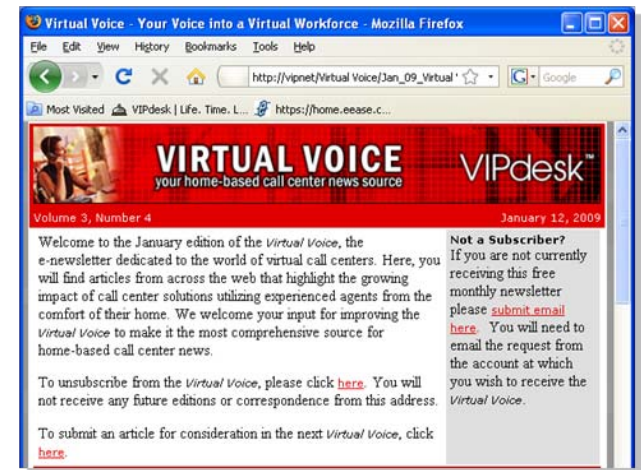 Virtual Voice - Your Voice into a Virtual Workforce - Mozilla Firefox
File Edit View History Bookmarks Tools Help
http://vipnet/Virtual Voice/Jan_09_Virtual
G Google
Most Visited VIPdesk | Life. Time. L... https://home.eease.c...
VIRTUAL VOICE
your home-based call center news source
VIPdesk™
Volume 3, Number 4 January 12, 2009
Welcome to the January edition of the Virtual Voice, the
e-newsletter dedicated to the world of virtual call centers. Here, you
will find articles from across the web that highlight the growing
impact of call center solutions utilizing experienced agents from the
comfort of their home. We welcome your input for improving the
Virtual Voice to make it the most comprehensive source for
home-based call center news.
To unsubscribe from the Virtual Voice, please click here. You will
not receive any future editions or correspondence from this address.
To submit an article for consideration in the next Virtual Voice, click
here.
Not a Subscriber?
If you are not currently
receiving this free
monthly newsletter
please submit email
here. You will need to
email the request from
the account at which
you wish to receive the
Virtual Voice.